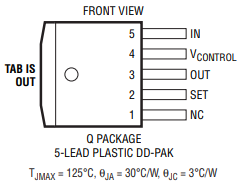 FRONT VIEW
5 IN
4 VCONTROL
TAB IS
OUT
3 OUT
2 SET
1 NC
Q PACKAGE
5-LEAD PLASTIC DD-PAK
TJMAX = 125°C, θJA = 30°C/W, θJC = 3°C/W